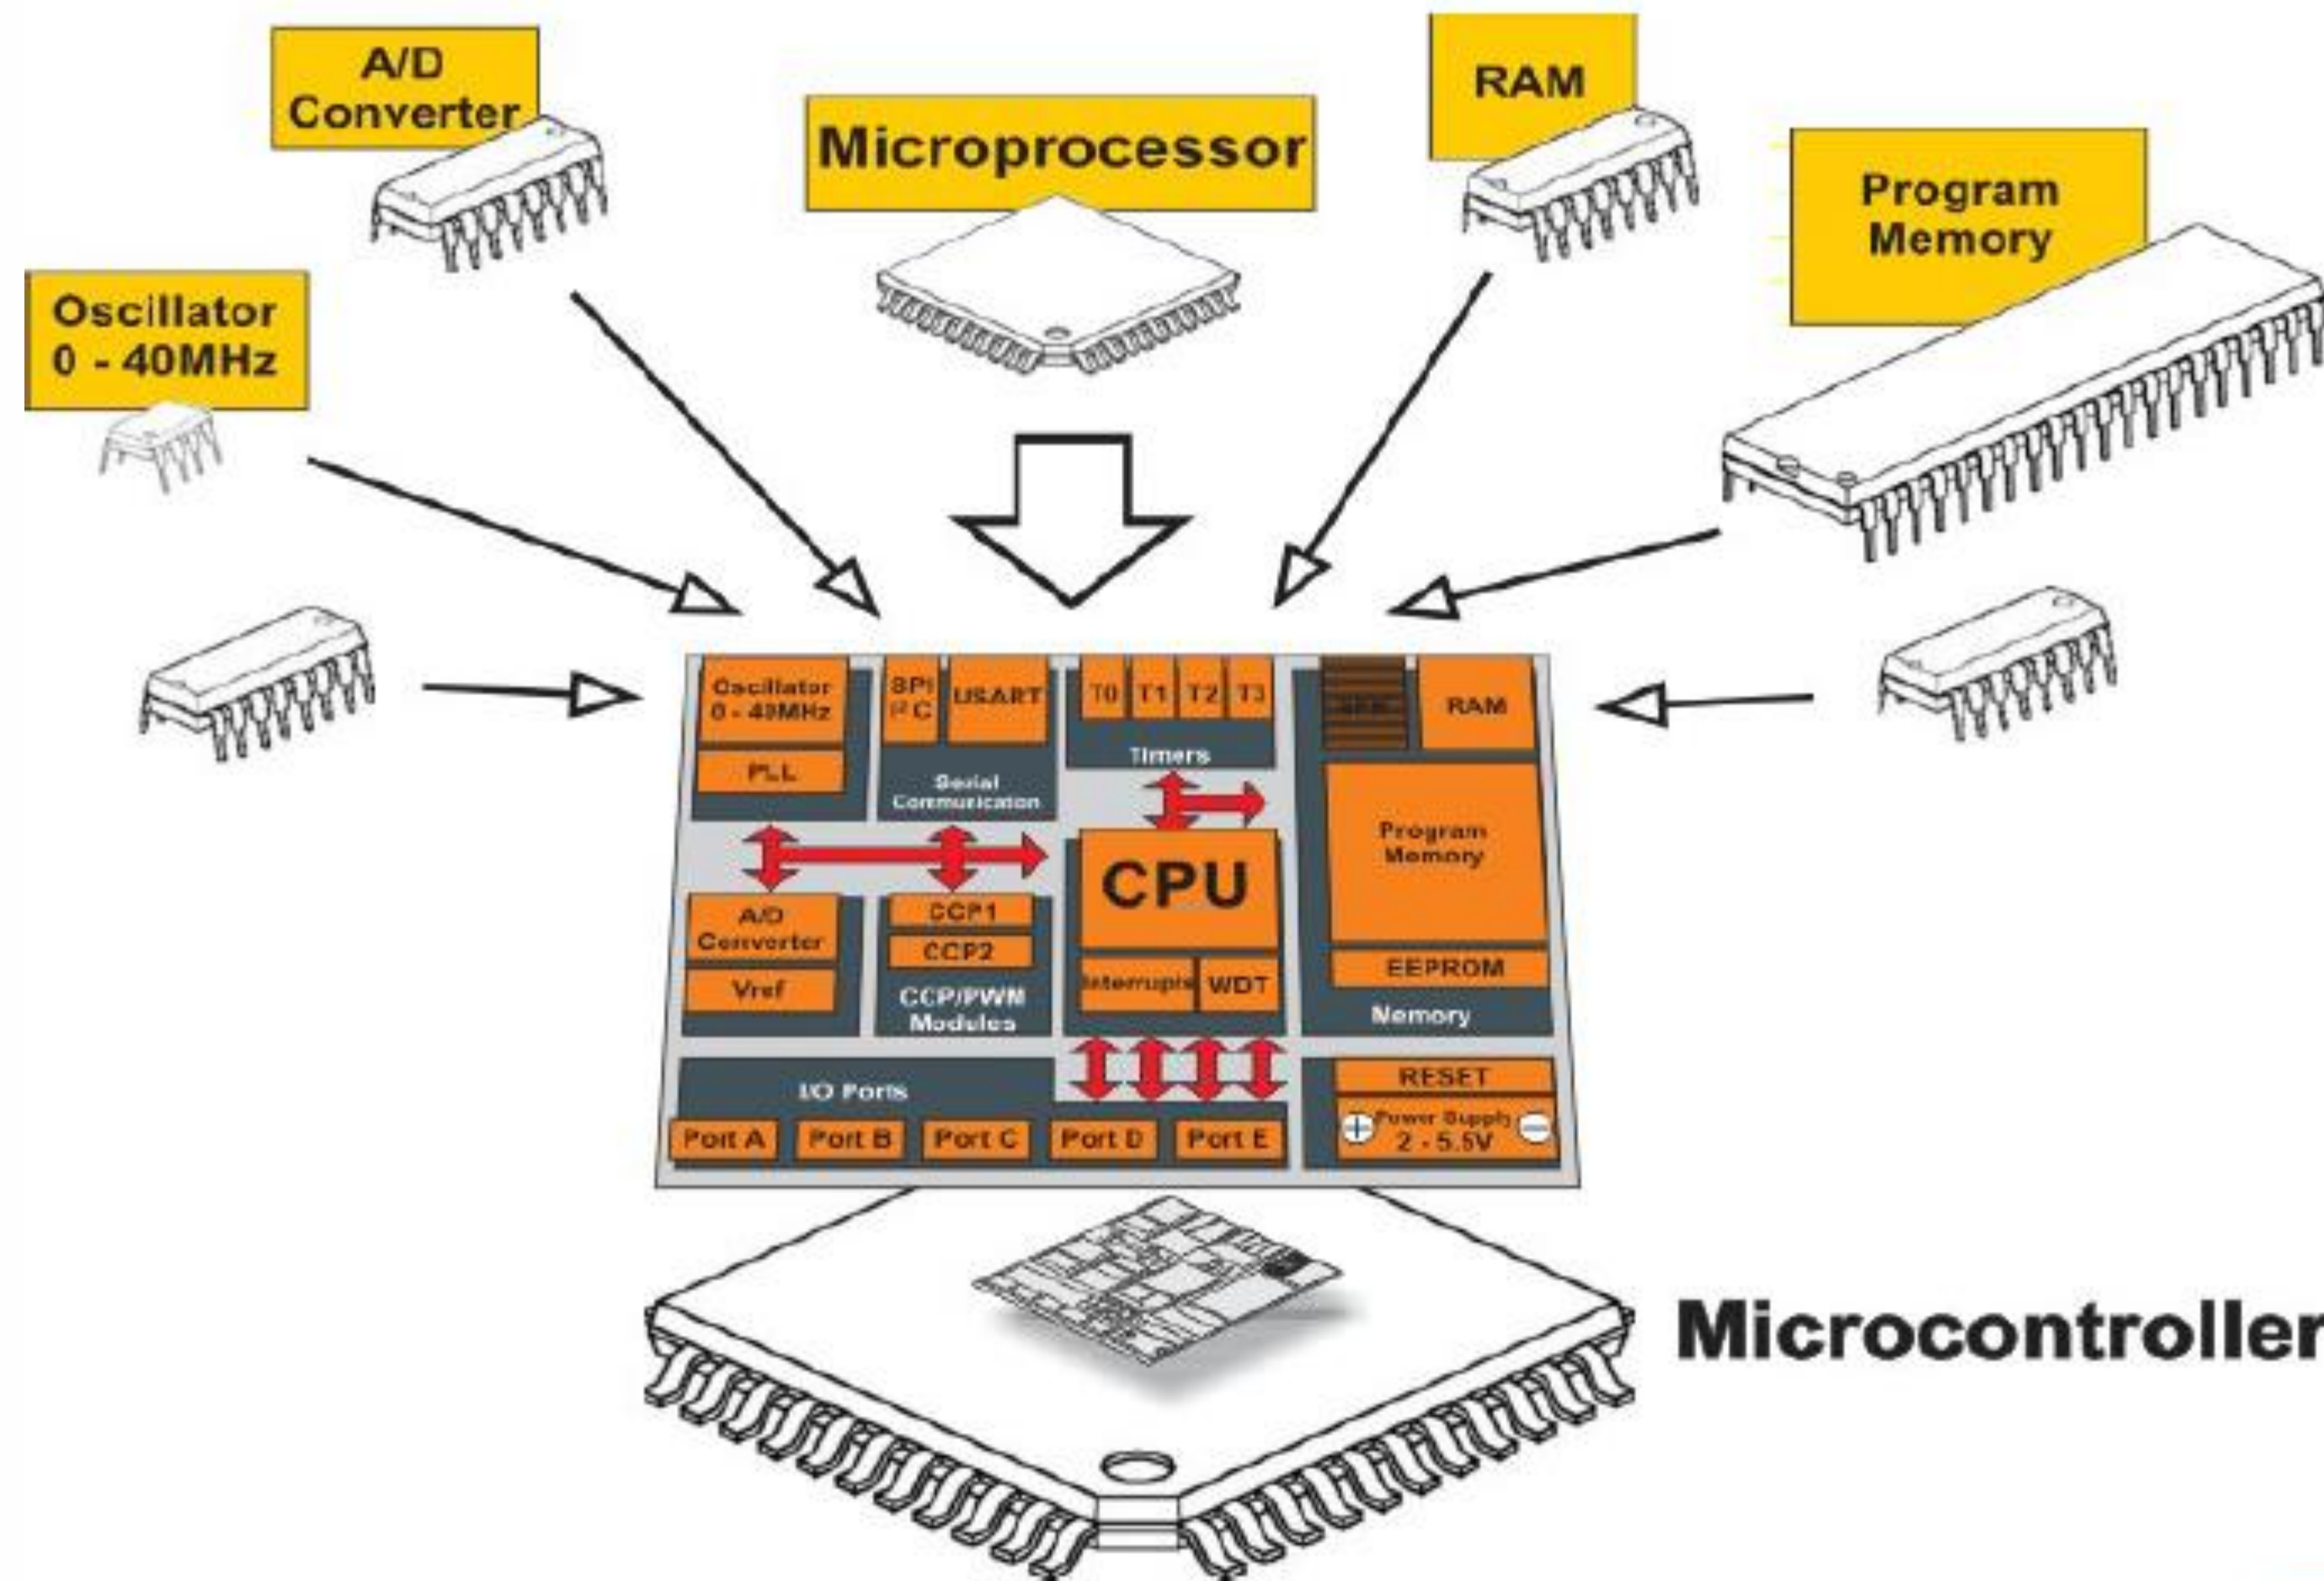 A/D
Converter
Microprocessor
RAM
Program
Memory
Oscillator
0 - 40MHz
Oscillator
0 - 40MHz
PLL
SPI
I²C
USART
Serial
Communication
T0 T1 T2 T3
Timers
RAM
Program
Memory
EEPROM
Memory
CPU
Interrupts WDT
A/D
Converter
Vref
CCP1
CCP2
CCP/PWM
Modules
I/O Ports
Port A Port B Port C Port D Port E
RESET
+ Power Supply −
2 - 5.5V
Microcontroller